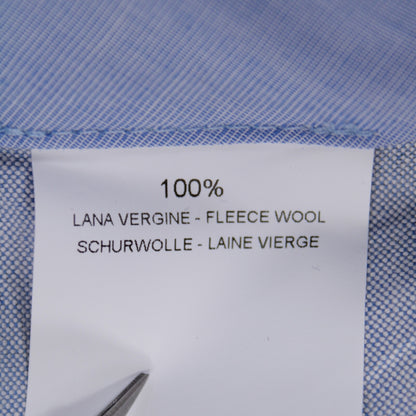 100%
LANA VERGINE - FLEECE WOOL
SCHURWOLLE - LAINE VIERGE